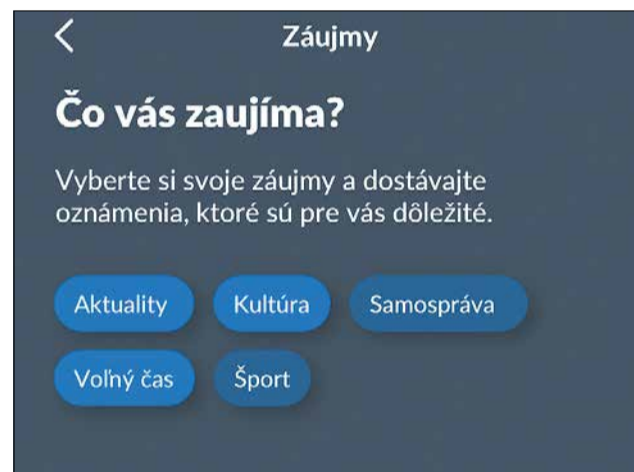 Záujmy
Čo vás zaujíma?
Vyberte si svoje záujmy a dostávajte
oznámenia, ktoré sú pre vás dôležité.
Aktuality Kultúra Samospráva
Voľný čas Šport